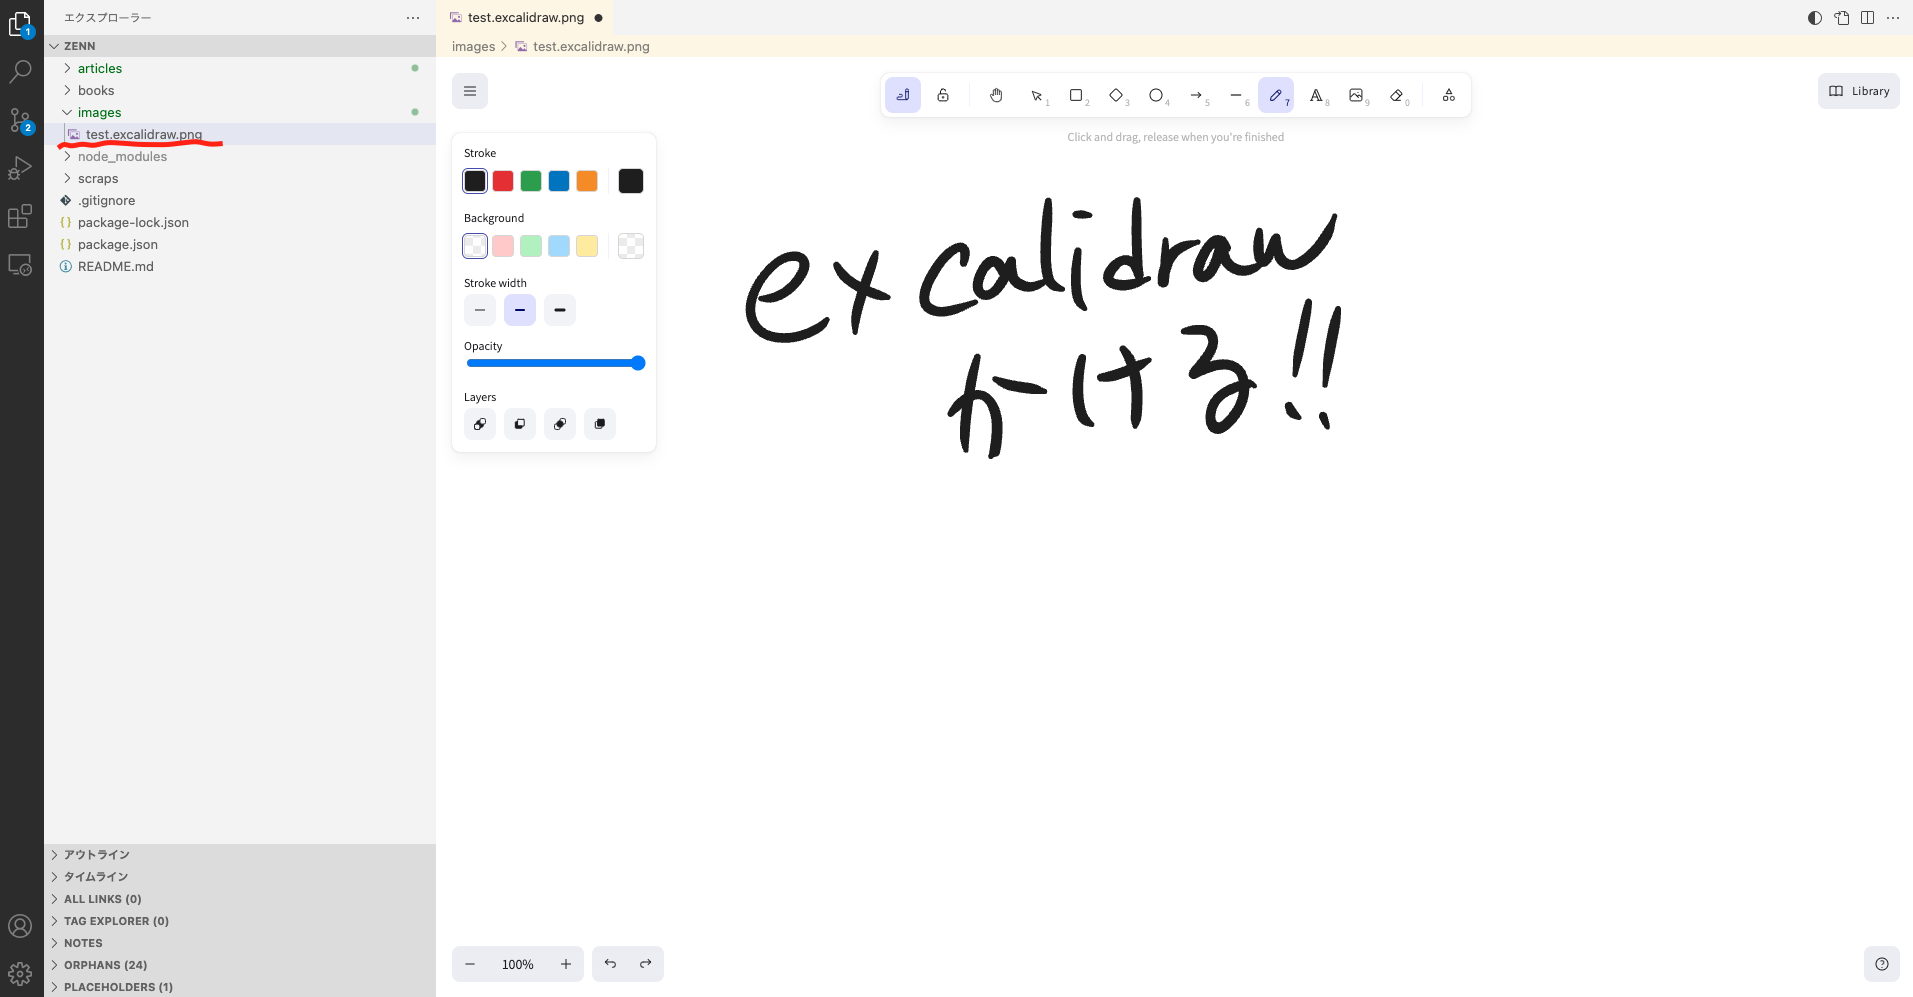 エクスプローラー
ZENN
articles
books
images
test.excalidraw.png
node_modules
scraps
.gitignore
package-lock.json
package.json
README.md
アウトライン
タイムライン
ALL LINKS (0)
TAG EXPLORER (0)
NOTES
ORPHANS (24)
PLACEHOLDERS (1)
1
2
test.excalidraw.png
images > test.excalidraw.png
1 2 3 4 5 6 7 8 9 0
Library
Click and drag, release when you're finished
Stroke
Background
Stroke width
Opacity
Layers
excalidraw
かける!!
100%